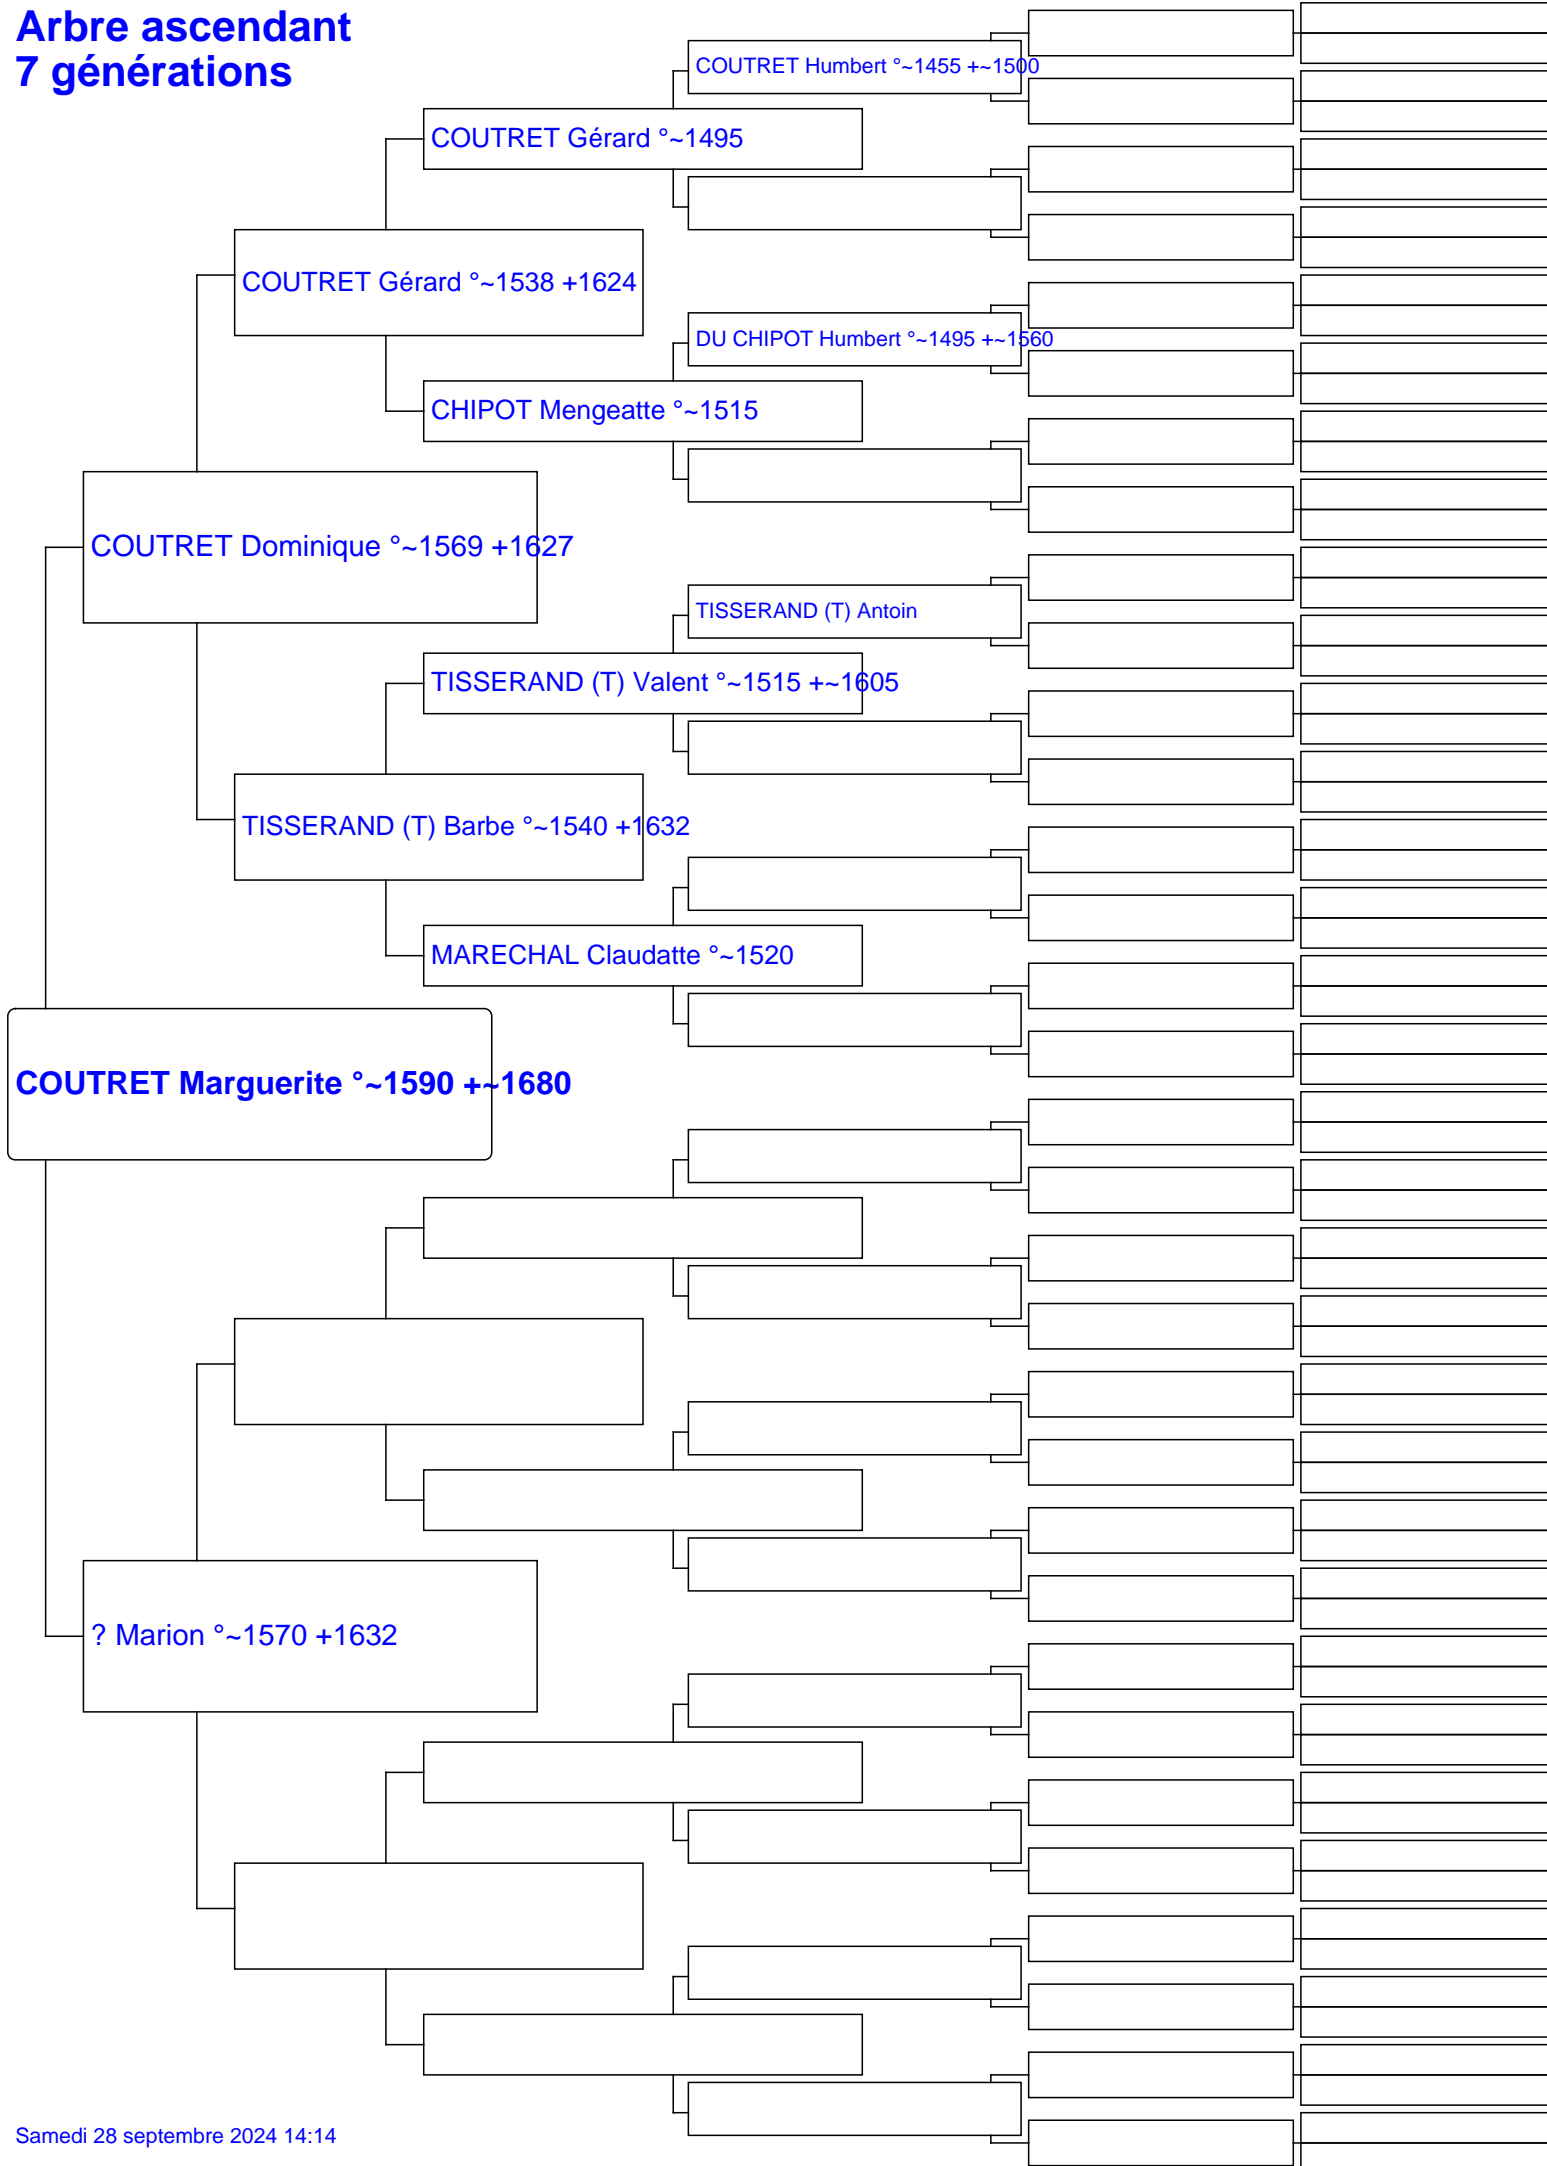 Arbre ascendant
7 générations
COUTRET Humbert °~1455 +~1500
COUTRET Gérard °~1495
COUTRET Gérard °~1538 +1624
DU CHIPOT Humbert °~1495 +~1560
CHIPOT Mengeatte °~1515
COUTRET Dominique °~1569 +1627
TISSERAND (T) Antoin
TISSERAND (T) Valent °~1515 +~1605
TISSERAND (T) Barbe °~1540 +1632
MARECHAL Claudatte °~1520
COUTRET Marguerite °~1590 +~1680
? Marion °~1570 +1632
Samedi 28 septembre 2024 14:14